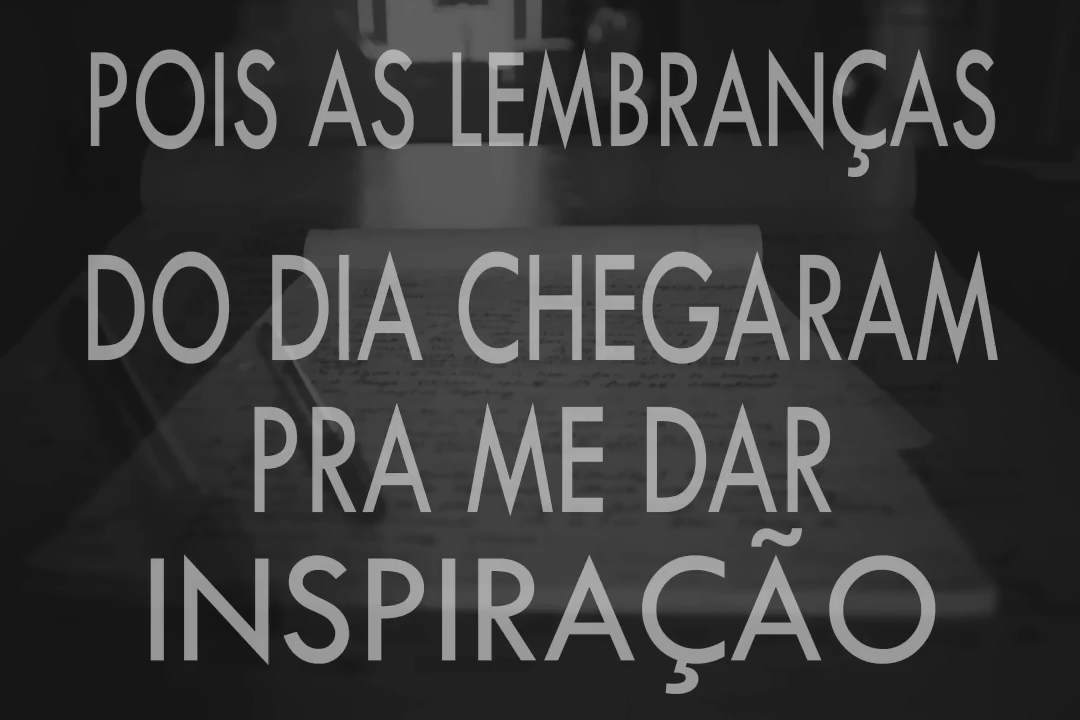 POIS AS LEMBRANÇAS
DO DIA CHEGARAM
PRA ME DAR
INSPIRAÇÃO